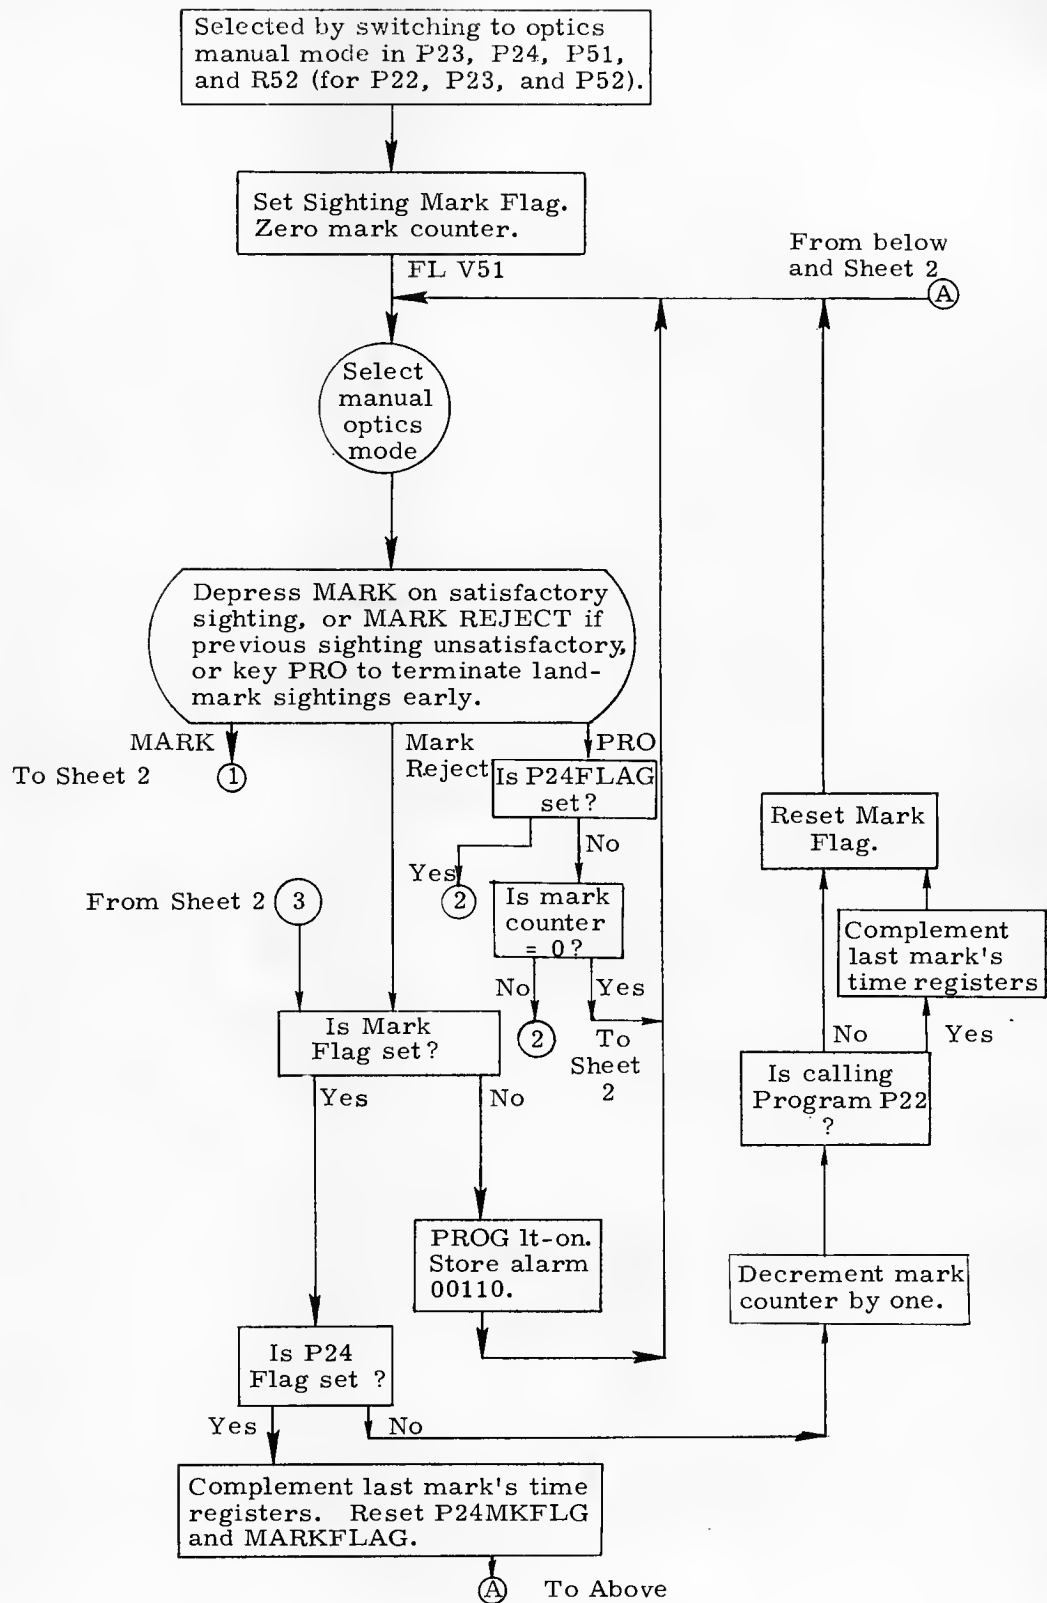 Selected by switching to optics
manual mode in P23, P24, P51,
and R52 (for P22, P23, and P52).
Set Sighting Mark Flag.
Zero mark counter.
FL V51
From below
and Sheet 2
A
Select
manual
optics
mode
Depress MARK on satisfactory
sighting, or MARK REJECT if
previous sighting unsatisfactory,
or key PRO to terminate land-
mark sightings early.
MARK
To Sheet 2
1
Mark
Reject
PRO
Is P24FLAG
set?
Yes
2
No
Is mark
counter
= 0?
No
2
Yes
To
Sheet
2
From Sheet 2
3
Is Mark
Flag set?
Yes
No
PROG lt-on.
Store alarm
00110.
Is P24
Flag set ?
Yes
No
Complement last mark's time
registers. Reset P24MKFLG
and MARKFLAG.
A
To Above
Reset Mark
Flag.
Complement
last mark's
time registers
No
Yes
Is calling
Program P22
?
Decrement mark
counter by one.